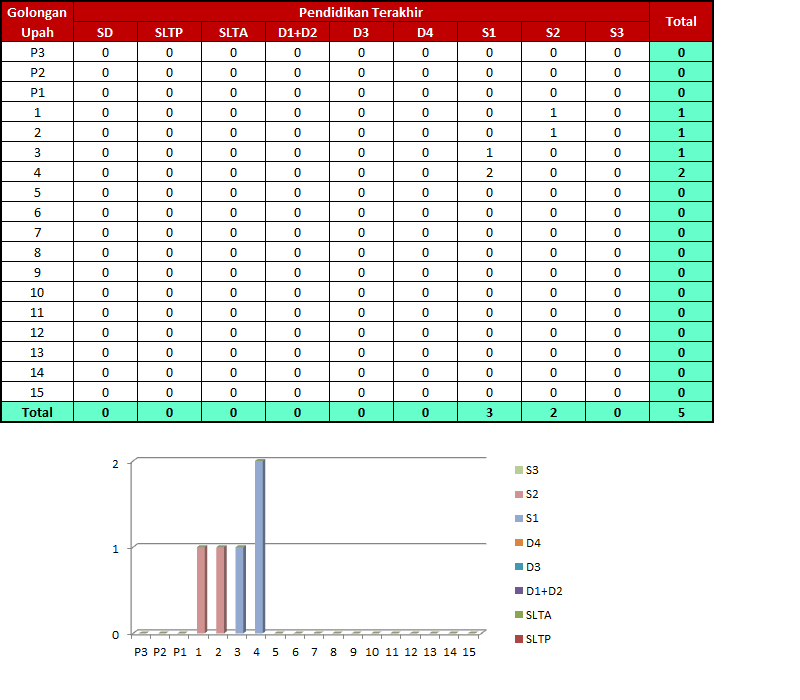 Golongan Upah Pendidikan Terakhir Total
SD SLTP SLTA D1+D2 D3 D4 S1 S2 S3
P3 0 0 0 0 0 0 0 0 0 0
P2 0 0 0 0 0 0 0 0 0 0
P1 0 0 0 0 0 0 0 0 0 0
1 0 0 0 0 0 0 0 1 0 1
2 0 0 0 0 0 0 0 1 0 1
3 0 0 0 0 0 0 1 0 0 1
4 0 0 0 0 0 0 2 0 0 2
5 0 0 0 0 0 0 0 0 0 0
6 0 0 0 0 0 0 0 0 0 0
7 0 0 0 0 0 0 0 0 0 0
8 0 0 0 0 0 0 0 0 0 0
9 0 0 0 0 0 0 0 0 0 0
10 0 0 0 0 0 0 0 0 0 0
11 0 0 0 0 0 0 0 0 0 0
12 0 0 0 0 0 0 0 0 0 0
13 0 0 0 0 0 0 0 0 0 0
14 0 0 0 0 0 0 0 0 0 0
15 0 0 0 0 0 0 0 0 0 0
Total 0 0 0 0 0 0 3 2 0 5
2
1
0
P3 P2 P1 1 2 3 4 5 6 7 8 9 10 11 12 13 14 15
S3
S2
S1
D4
D3
D1+D2
SLTA
SLTP